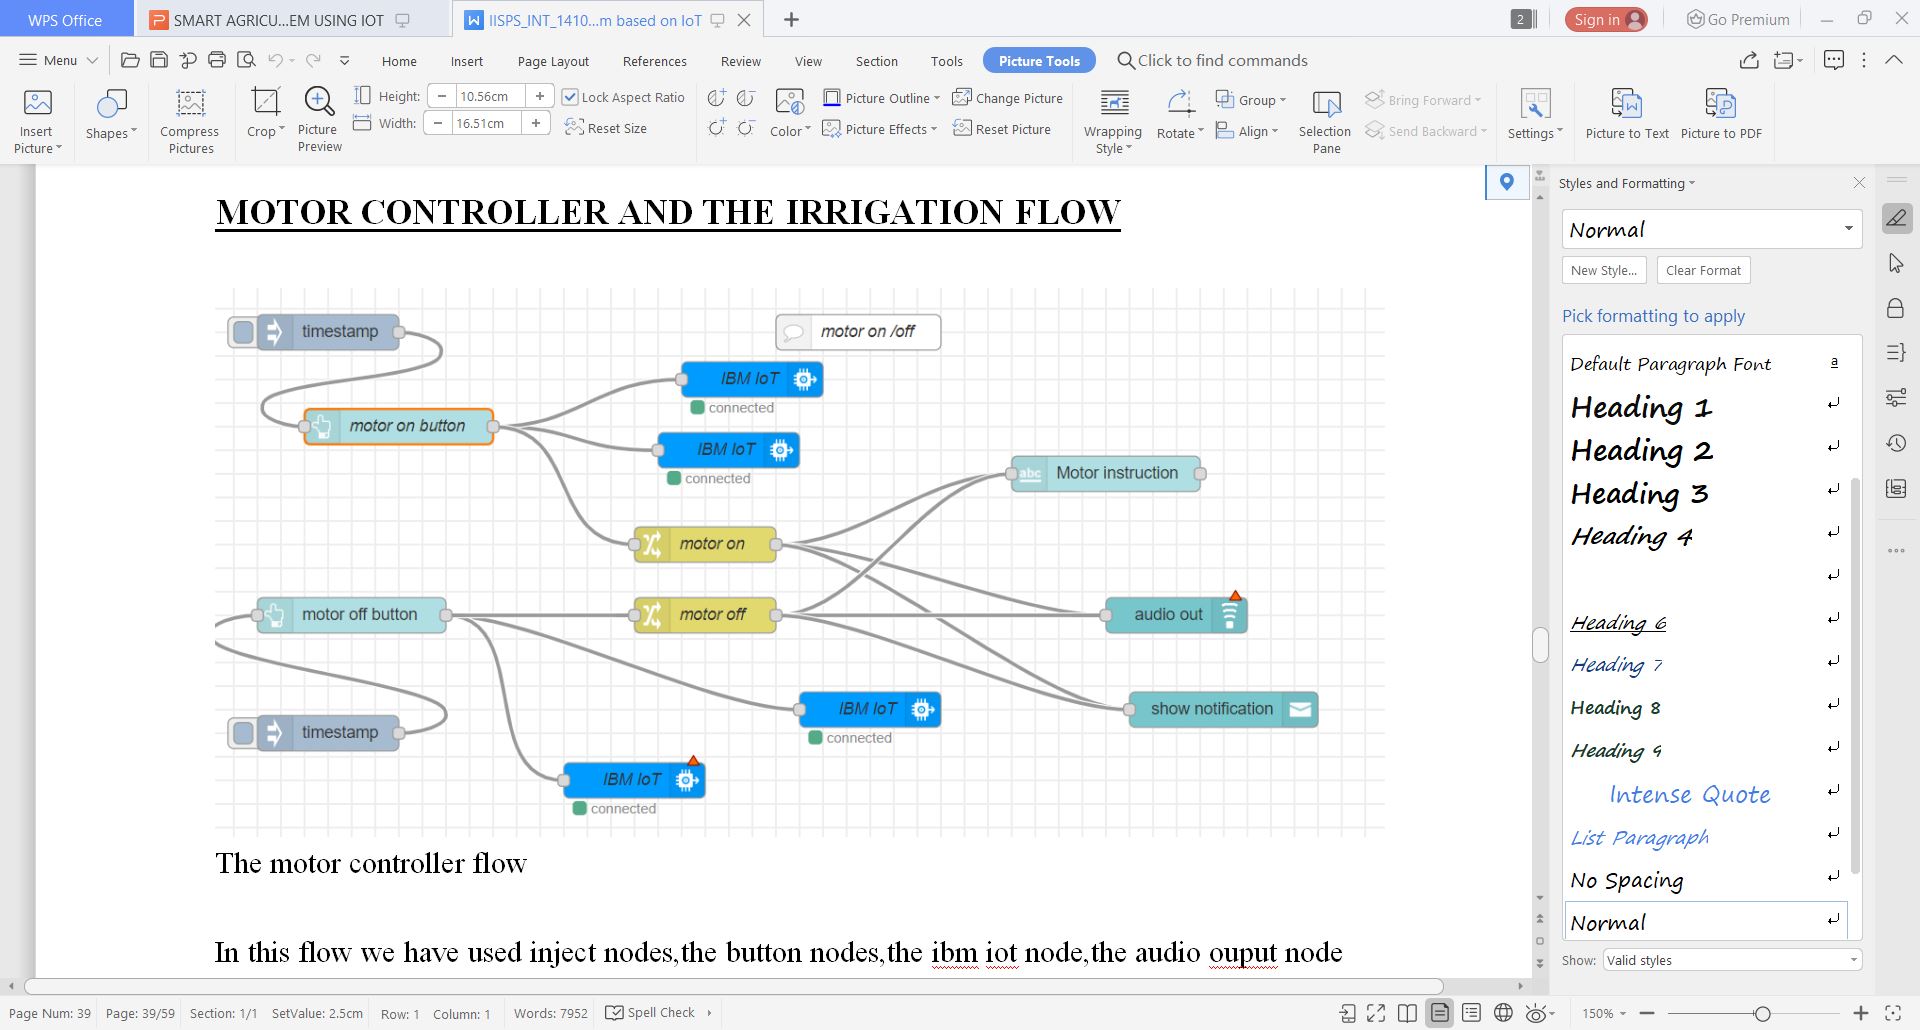 WPS Office
SMART AGRICU...EM USING IOT
IISPS_INT_1410...m based on IoT
2
Sign in
Go Premium
Menu
Home
Insert
Page Layout
References
Review
View
Section
Tools
Picture Tools
Click to find commands
Insert Picture
Shapes
Compress Pictures
Crop
Picture Preview
Height: 10.56cm
Width: 16.51cm
Lock Aspect Ratio
Reset Size
Color
Picture Outline
Picture Effects
Change Picture
Reset Picture
Wrapping Style
Rotate
Group
Align
Selection Pane
Bring Forward
Send Backward
Settings
Picture to Text
Picture to PDF
MOTOR CONTROLLER AND THE IRRIGATION FLOW
timestamp
motor on /off
IBM IoT
connected
motor on button
IBM IoT
connected
abc Motor instruction
motor on
motor off button
motor off
audio out
IBM IoT
connected
show notification
timestamp
IBM IoT
connected
The motor controller flow
In this flow we have used inject nodes,the button nodes,the ibm iot node,the audio ouput node
Styles and Formatting
Normal
New Style...
Clear Format
Pick formatting to apply
Default Paragraph Font a
Heading 1
Heading 2
Heading 3
Heading 4
Heading 6
Heading 7
Heading 8
Heading 9
Intense Quote
List Paragraph
No Spacing
Normal
Show: Valid styles
Page Num: 39
Page: 39/59
Section: 1/1
SetValue: 2.5cm
Row: 1
Column: 1
Words: 7952
Spell Check
150%